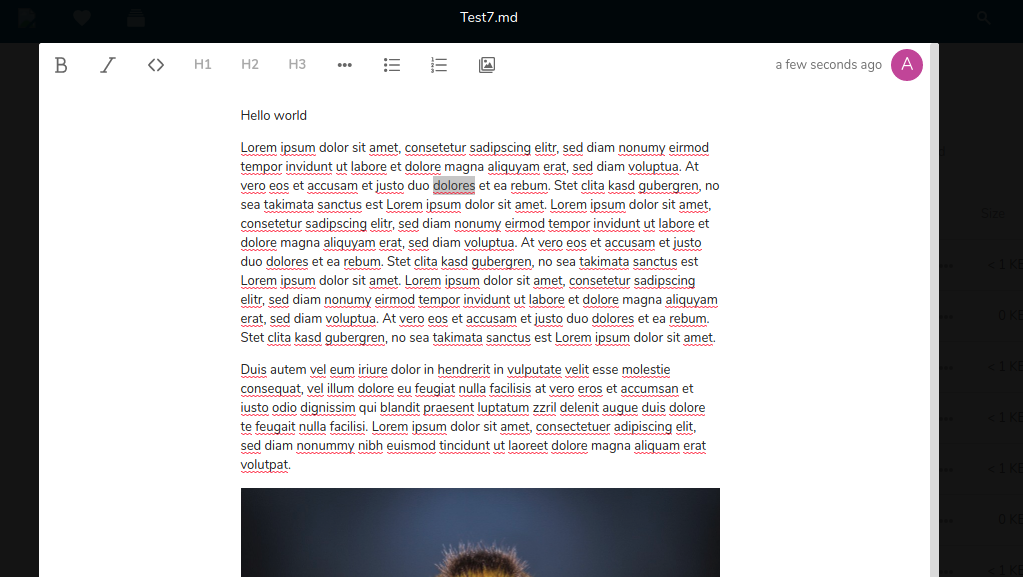 Test7.md
H1 H2 H3 a few seconds ago A
Hello world
Lorem ipsum dolor sit amet, consetetur sadipscing elitr, sed diam nonumy eirmod
tempor invidunt ut labore et dolore magna aliquyam erat, sed diam voluptua. At
vero eos et accusam et justo duo dolores et ea rebum. Stet clita kasd gubergren, no
sea takimata sanctus est Lorem ipsum dolor sit amet. Lorem ipsum dolor sit amet,
consetetur sadipscing elitr, sed diam nonumy eirmod tempor invidunt ut labore et
dolore magna aliquyam erat, sed diam voluptua. At vero eos et accusam et justo
duo dolores et ea rebum. Stet clita kasd gubergren, no sea takimata sanctus est
Lorem ipsum dolor sit amet. Lorem ipsum dolor sit amet, consetetur sadipscing
elitr, sed diam nonumy eirmod tempor invidunt ut labore et dolore magna aliquyam
erat, sed diam voluptua. At vero eos et accusam et justo duo dolores et ea rebum.
Stet clita kasd gubergren, no sea takimata sanctus est Lorem ipsum dolor sit amet.
Duis autem vel eum iriure dolor in hendrerit in vulputate velit esse molestie
consequat, vel illum dolore eu feugiat nulla facilisis at vero eros et accumsan et
iusto odio dignissim qui blandit praesent luptatum zzril delenit augue duis dolore
te feugait nulla facilisi. Lorem ipsum dolor sit amet, consectetuer adipiscing elit,
sed diam nonummy nibh euismod tincidunt ut laoreet dolore magna aliquam erat
volutpat.
Size
< 1 KB
0 KB
< 1 KB
< 1 KB
< 1 KB
0 KB
< 1 KB